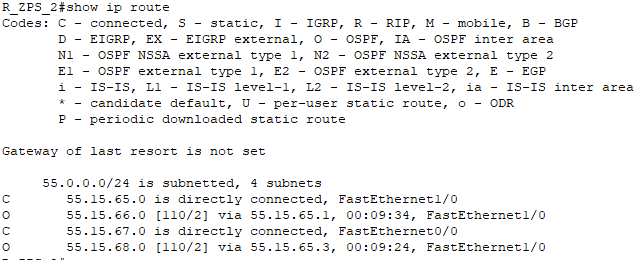 R_ZPS_2#show ip route
Codes: C - connected, S - static, I - IGRP, R - RIP, M - mobile, B - BGP
       D - EIGRP, EX - EIGRP external, O - OSPF, IA - OSPF inter area
       N1 - OSPF NSSA external type 1, N2 - OSPF NSSA external type 2
       E1 - OSPF external type 1, E2 - OSPF external type 2, E - EGP
       i - IS-IS, L1 - IS-IS level-1, L2 - IS-IS level-2, ia - IS-IS inter area
       * - candidate default, U - per-user static route, o - ODR
       P - periodic downloaded static route
Gateway of last resort is not set
     55.0.0.0/24 is subnetted, 4 subnets
C       55.15.65.0 is directly connected, FastEthernet1/0
O       55.15.66.0 [110/2] via 55.15.65.1, 00:09:34, FastEthernet1/0
C       55.15.67.0 is directly connected, FastEthernet0/0
O       55.15.68.0 [110/2] via 55.15.65.3, 00:09:24, FastEthernet1/0